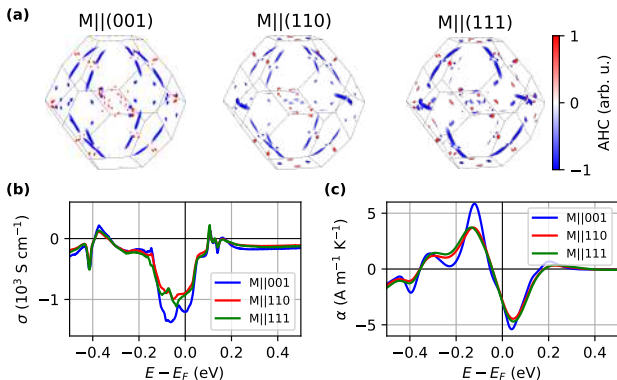 (a)
M||(001)
M||(110)
M||(111)
1
0
−1
AHC (arb. u.)
(b)
0
−1
σ (10³ S cm⁻¹)
M||001
M||110
M||111
−0.4 −0.2 0.0 0.2 0.4
E − E_F (eV)
(c)
5
0
−5
α (A m⁻¹ K⁻¹)
M||001
M||110
M||111
−0.4 −0.2 0.0 0.2 0.4
E − E_F (eV)